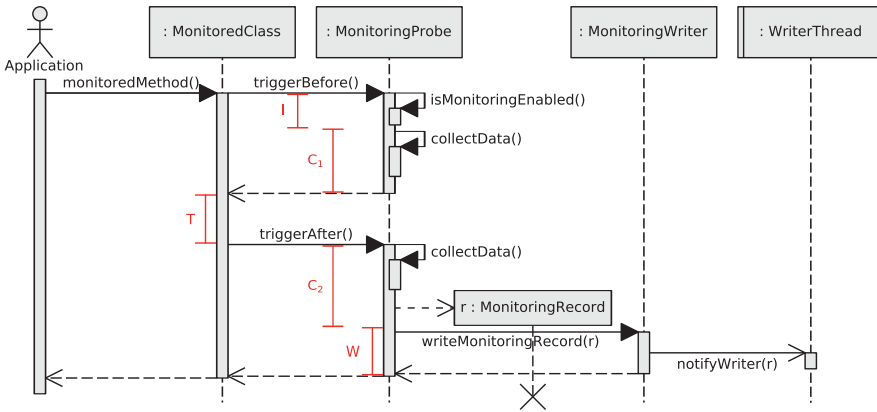 : MonitoredClass
: MonitoringProbe
: MonitoringWriter
: WriterThread
Application
monitoredMethod()
triggerBefore()
I
isMonitoringEnabled()
collectData()
C1
T
triggerAfter()
collectData()
C2
r : MonitoringRecord
W
writeMonitoringRecord(r)
notifyWriter(r)